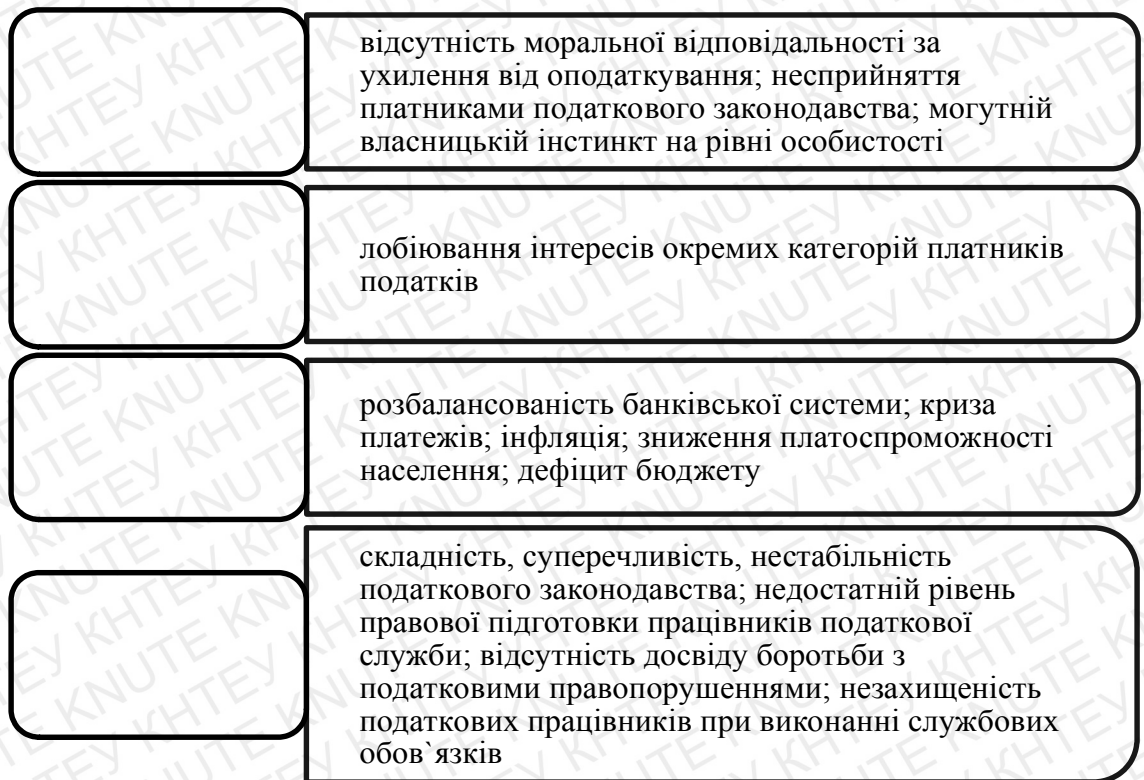 відсутність моральної відповідальності за
ухилення від оподаткування; несприйняття
платниками податкового законодавства; могутній
власницькій інстинкт на рівні особистості
лобіювання інтересів окремих категорій платників
податків
розбалансованість банківської системи; криза
платежів; інфляція; зниження платоспроможності
населення; дефіцит бюджету
складність, суперечливість, нестабільність
податкового законодавства; недостатній рівень
правової підготовки працівників податкової
служби; відсутність досвіду боротьби з
податковими правопорушеннями; незахищеність
податкових працівників при виконанні службових
обов`язків